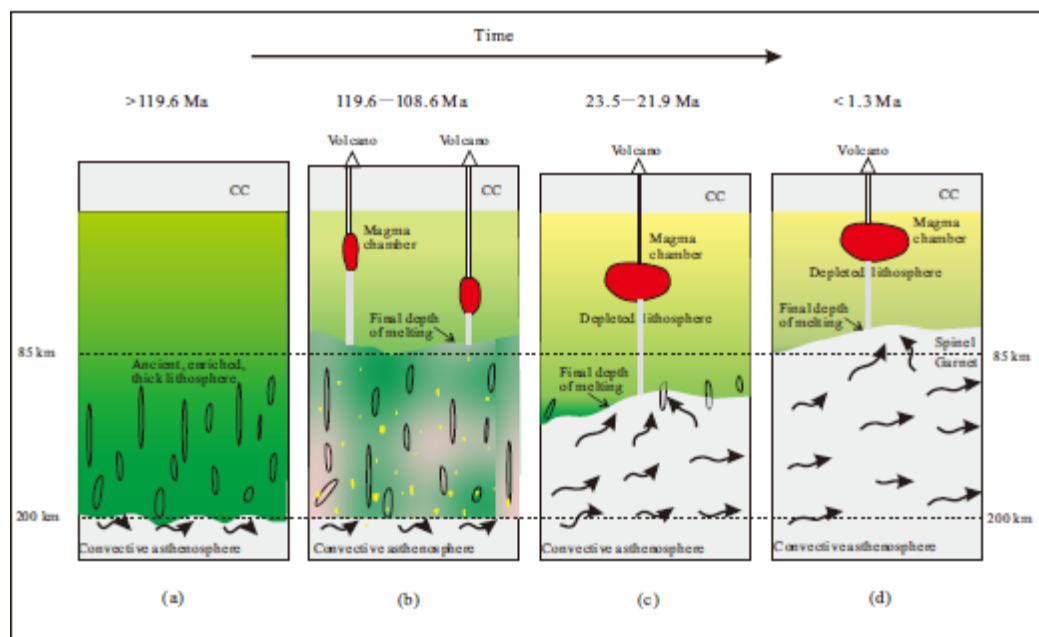 Time
>119.6 Ma
119.6－108.6 Ma
23.5－21.9 Ma
<1.3 Ma
Volcano
Volcano
Volcano
Volcano
CC
CC
CC
CC
Magma
chamber
Final depth
of melting
Magma
chamber
Depleted lithosphere
Final depth
of melting
Magma
chamber
Depleted lithosphere
Final depth
of melting
Spinel
Garnet
85 km
85 km
Ancient, enriched,
thick lithosphere
200 km
200 km
Convective asthenosphere
Convective asthenosphere
Convective asthenosphere
Convective asthenosphere
(a)
(b)
(c)
(d)